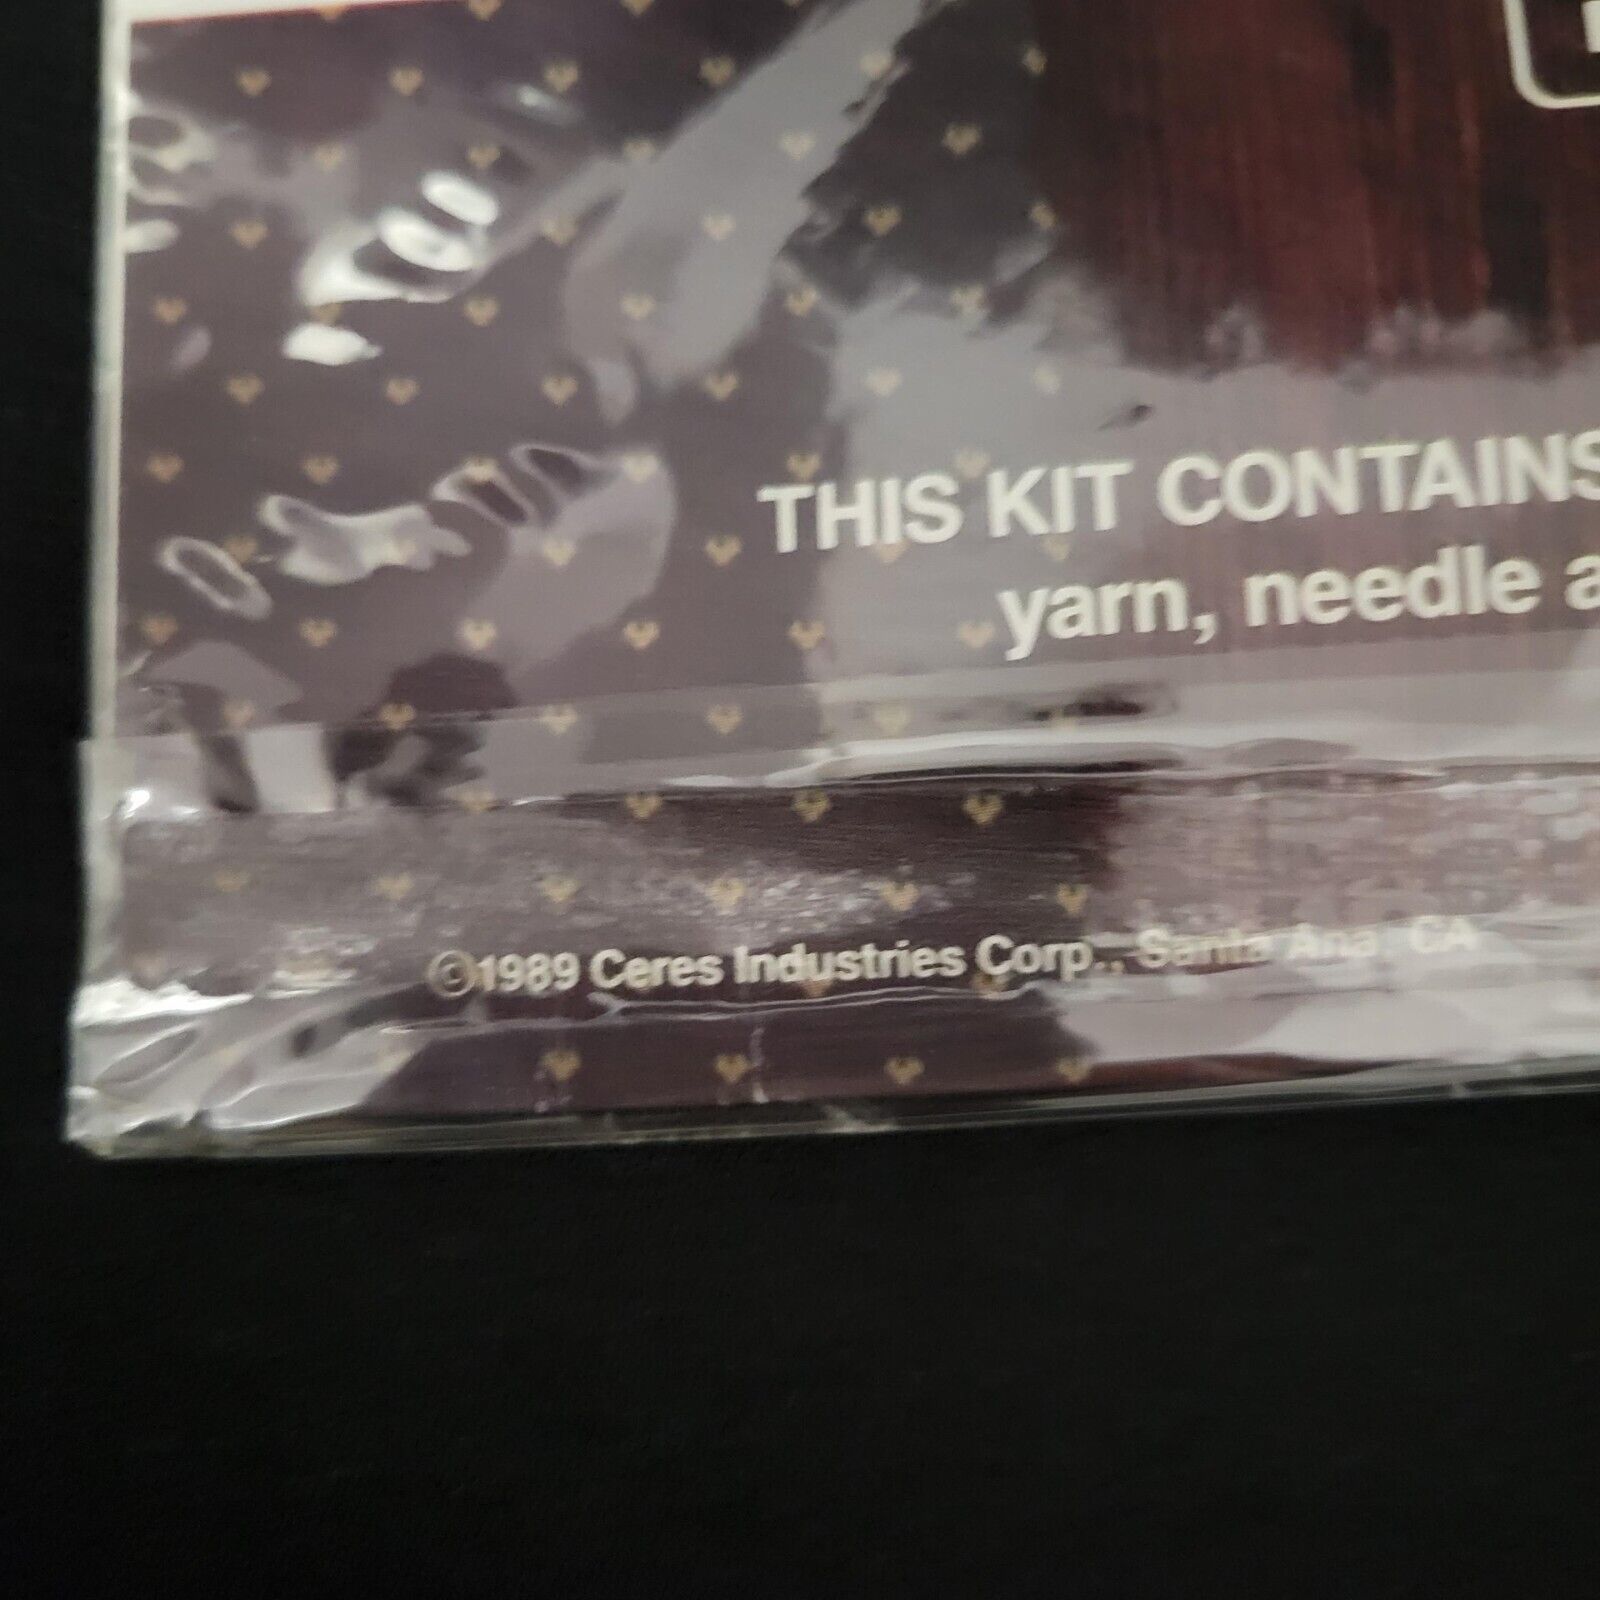 THIS KIT CONTAINS
yarn, needle a
©1989 Ceres Industries Corp., Santa Ana, CA